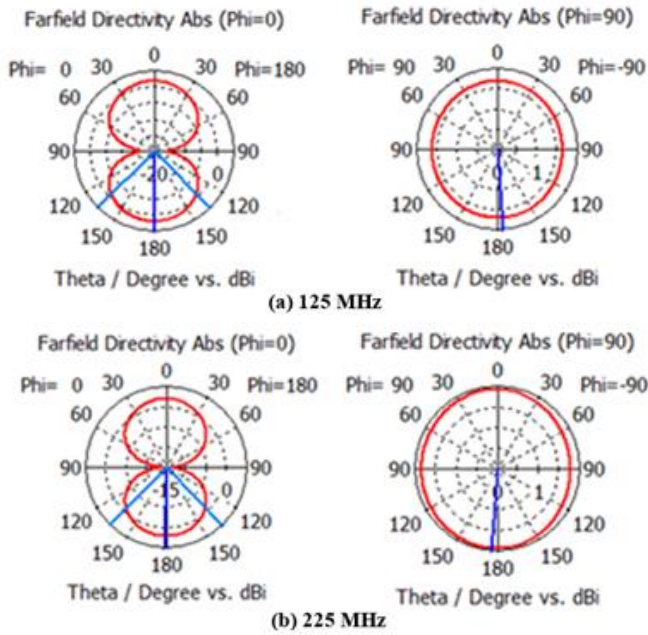 Farfield Directivity Abs (Phi=0)
Farfield Directivity Abs (Phi=90)
0
0
Phi= 0 30 30 Phi=180
Phi= 90 30 30 Phi=-90
60 60
60 60
90 90
90 90
20 0
0 1
120 120
120 120
150 150
150 150
180
180
Theta / Degree vs. dBi
Theta / Degree vs. dBi
(a) 125 MHz
Farfield Directivity Abs (Phi=0)
Farfield Directivity Abs (Phi=90)
0
0
Phi= 0 30 30 Phi=180
Phi= 90 30 30 Phi=-90
60 60
60 60
90 90
90 90
15 0
0 1
120 120
120 120
150 150
150 150
180
180
Theta / Degree vs. dBi
Theta / Degree vs. dBi
(b) 225 MHz